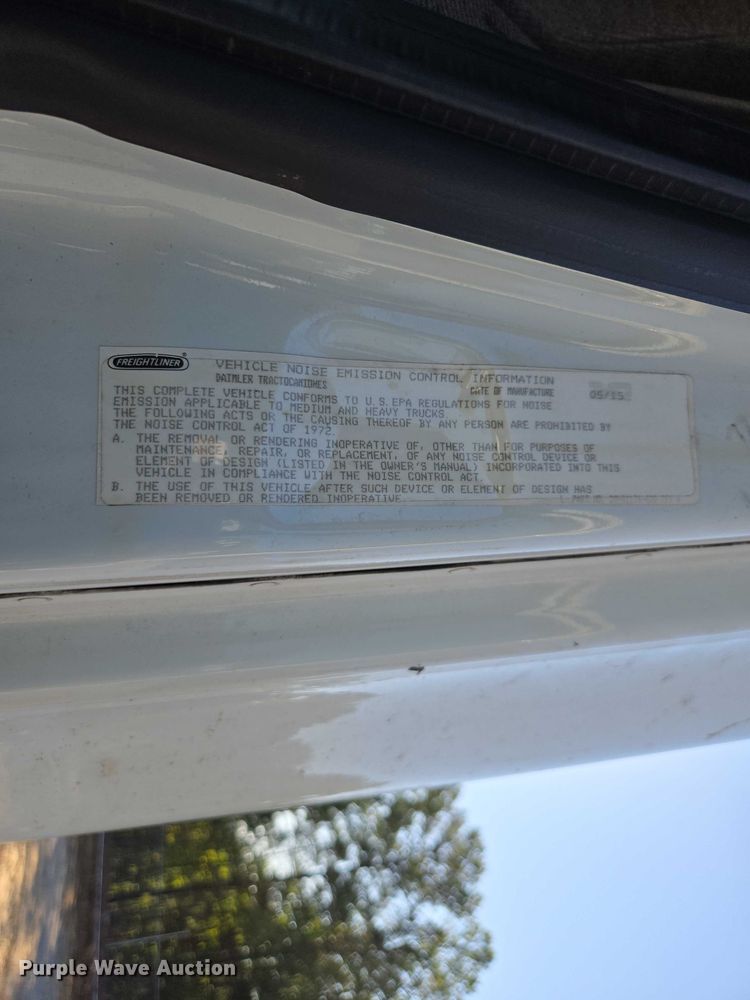 FREIGHTLINER
VEHICLE NOISE EMISSION CONTROL INFORMATION
DAIMLER TRACTOCAMIONES DATE OF MANUFACTURE 05/15
THIS COMPLETE VEHICLE CONFORMS TO U.S.EPA REGULATIONS FOR NOISE
EMISSION APPLICABLE TO MEDIUM AND HEAVY TRUCKS.
THE FOLLOWING ACTS OR THE CAUSING THEREOF BY ANY PERSON ARE PROHIBITED BY
THE NOISE CONTROL ACT OF 1972.
A. THE REMOVAL OR RENDERING INOPERATIVE OF, OTHER THAN FOR PURPOSES OF
MAINTENANCE, REPAIR, OR REPLACEMENT, OF ANY NOISE CONTROL DEVICE OR
ELEMENT OF DESIGN (LISTED IN THE OWNER'S MANUAL) INCORPORATED INTO THIS
VEHICLE IN COMPLIANCE WITH THE NOISE CONTROL ACT.
B. THE USE OF THIS VEHICLE AFTER SUCH DEVICE OR ELEMENT OF DESIGN HAS
BEEN REMOVED OR RENDERED INOPERATIVE
Purple Wave Auction